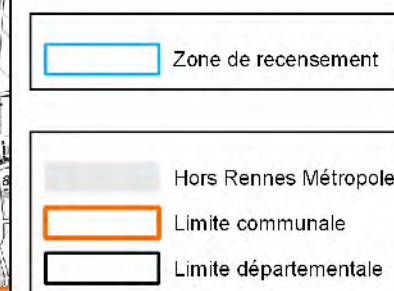 Zone de recensement
Hors Rennes Métropole
Limite communale
Limite départementale